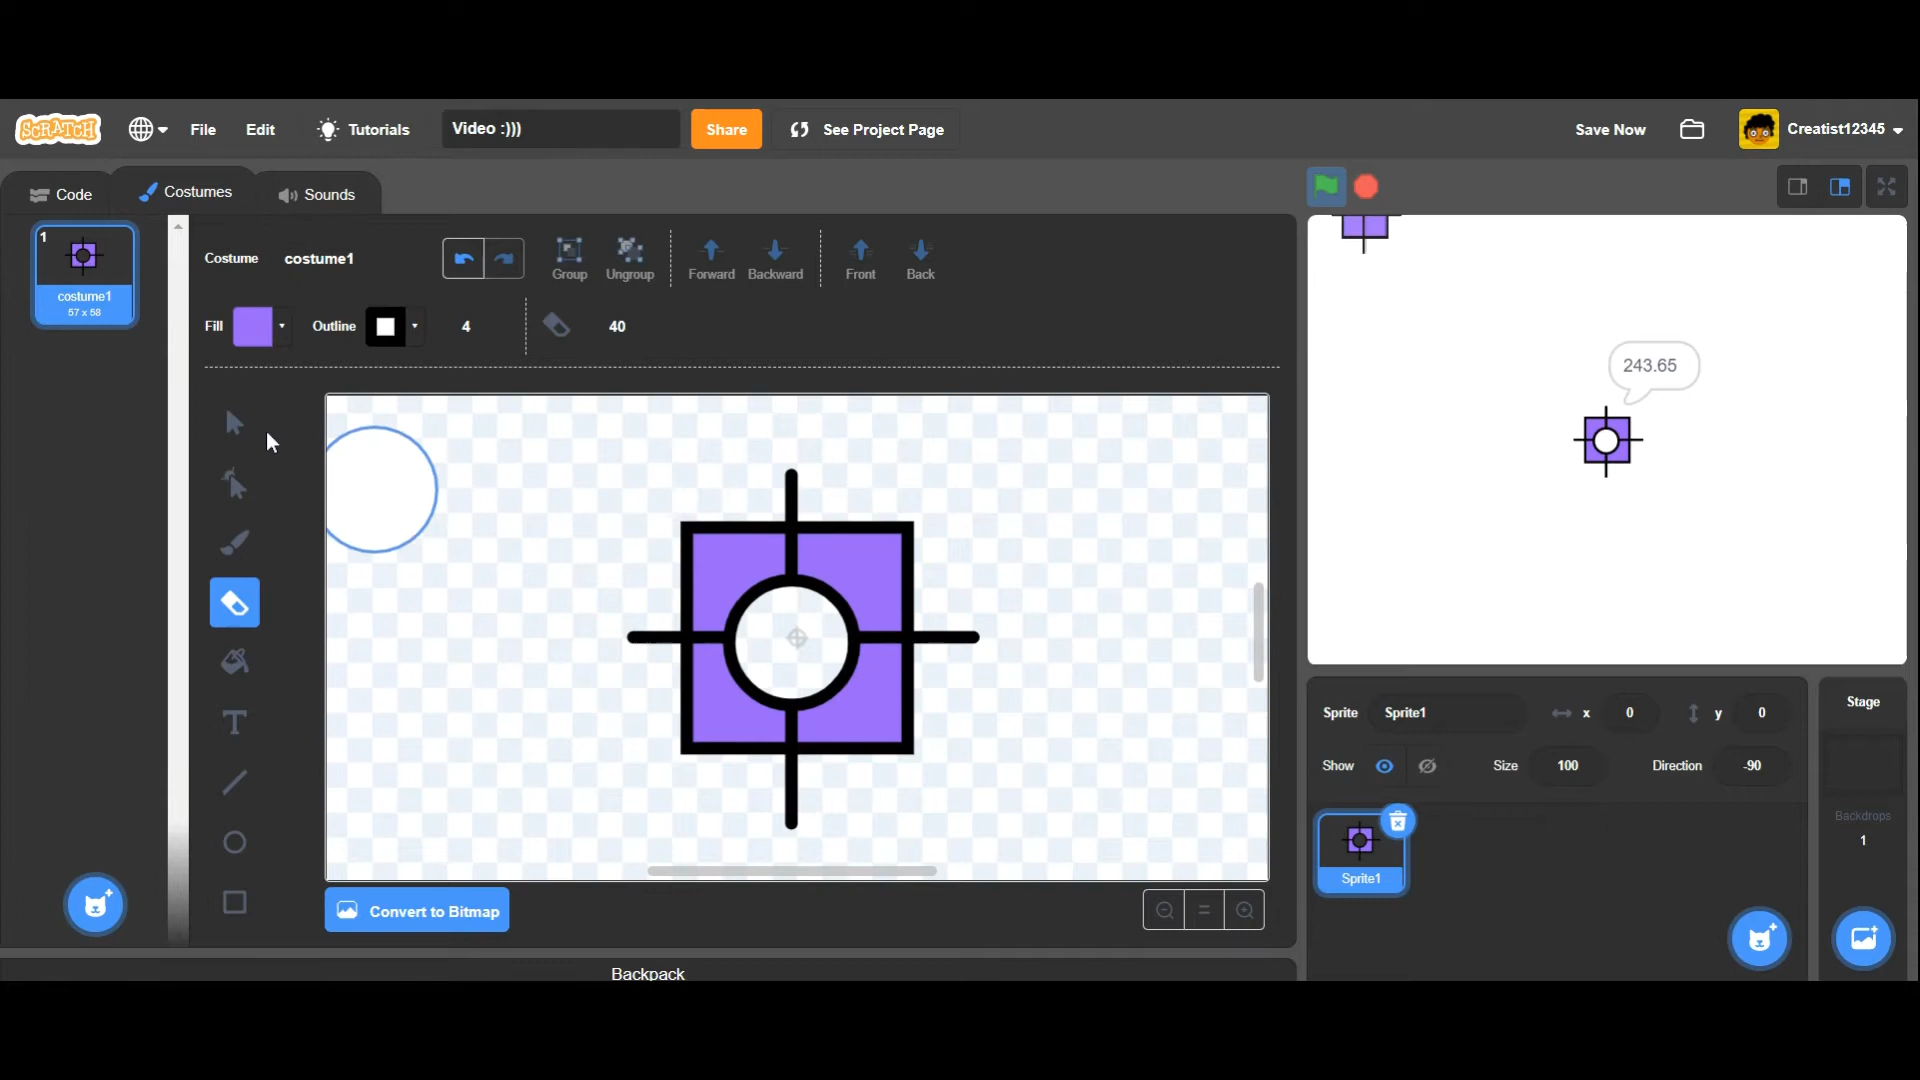 SCRATCH File Edit Tutorials Video :))) Share See Project Page Save Now Creatist12345
Code Costumes Sounds
1
costume1
57 x 58
Costume costume1
Group Ungroup Forward Backward Front Back
Fill Outline 4 40
T
Convert to Bitmap
Backpack
243.65
Sprite Sprite1 x 0 y 0
Show Size 100 Direction -90
Sprite1
Stage
Backdrops
1